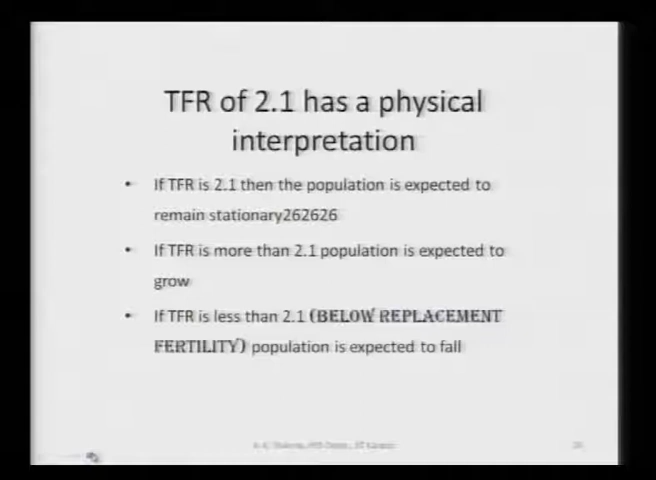 TFR of 2.1 has a physical
interpretation
• If TFR is 2.1 then the population is expected to
remain stationary262626
• If TFR is more than 2.1 population is expected to
grow
• If TFR is less than 2.1 (BELOW REPLACEMENT
FERTILITY) population is expected to fall